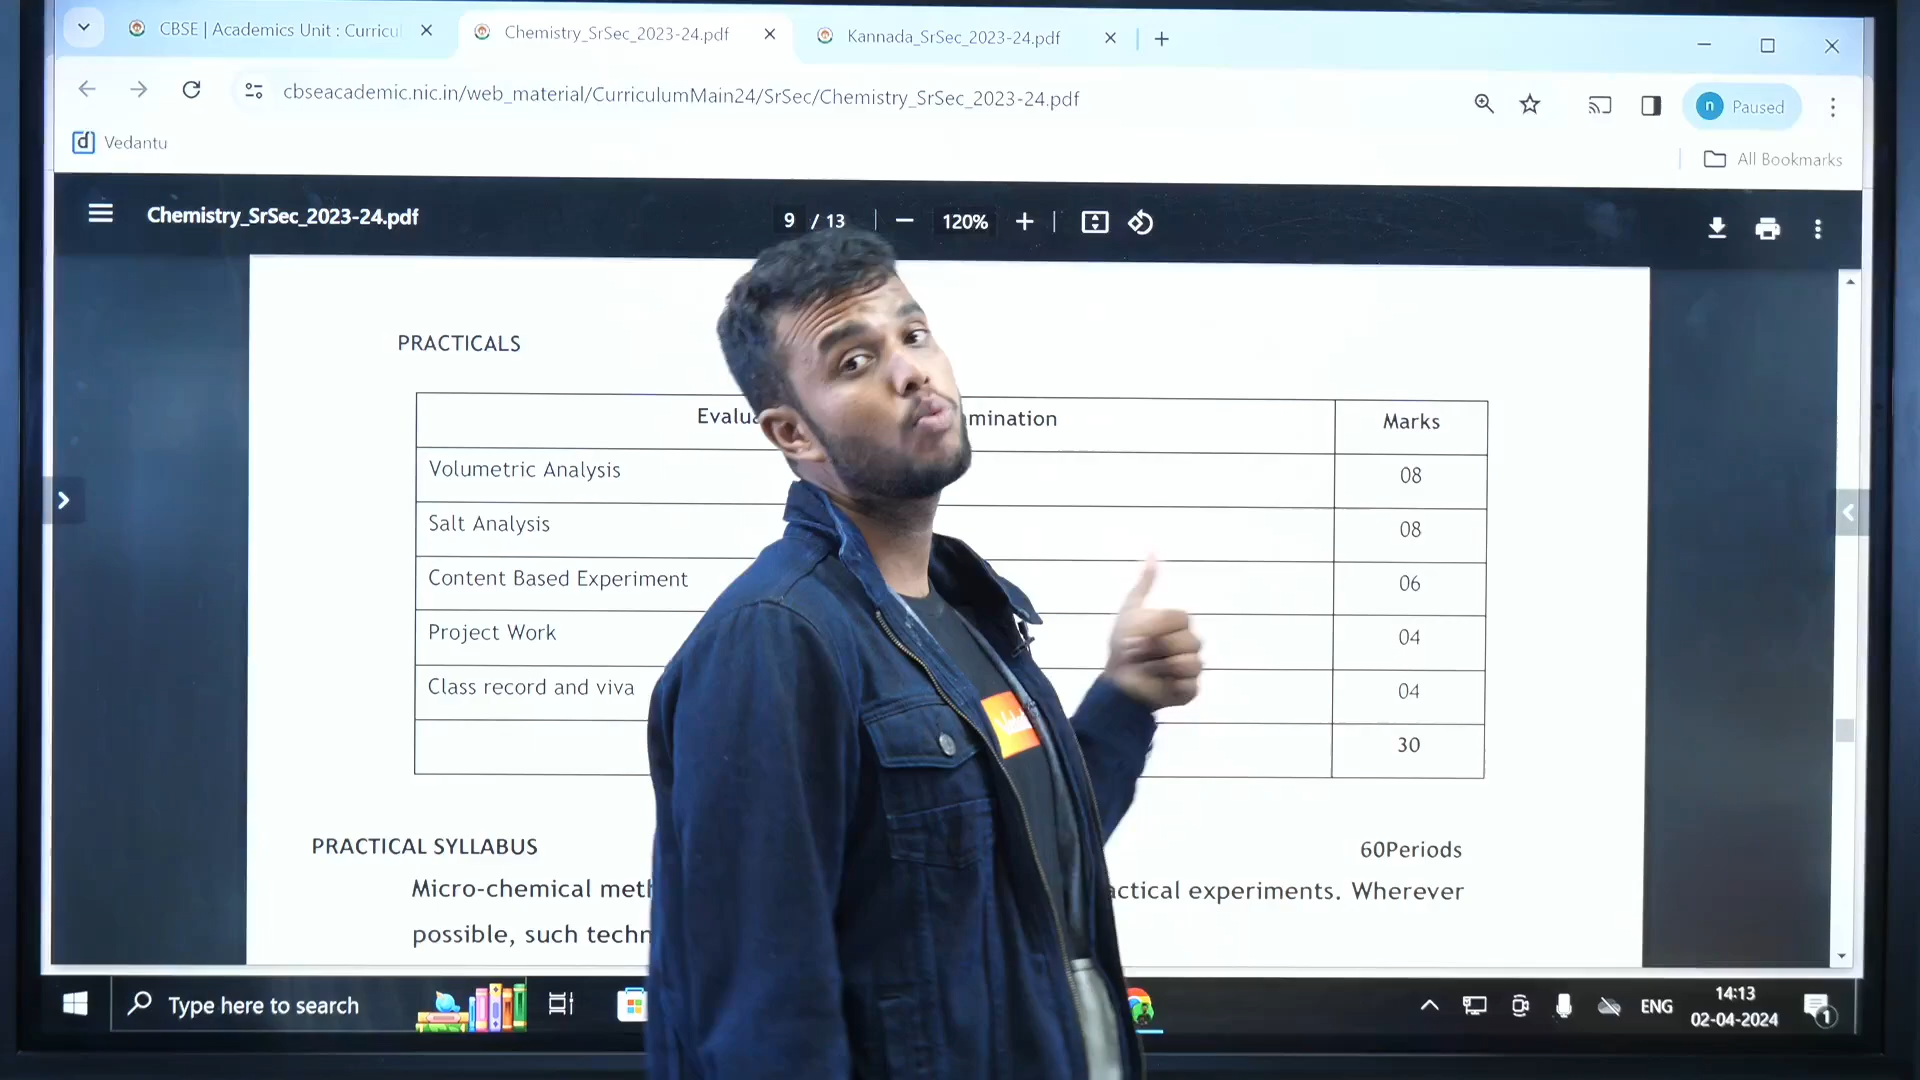 CBSE | Academics Unit : Curricul
Chemistry_SrSec_2023-24.pdf
Kannada_SrSec_2023-24.pdf
cbseacademic.nic.in/web_material/CurriculumMain24/SrSec/Chemistry_SrSec_2023-24.pdf
n Paused
Vedantu
All Bookmarks
Chemistry_SrSec_2023-24.pdf
9 / 13
120%
PRACTICALS
Evalua mination Marks
Volumetric Analysis 08
Salt Analysis 08
Content Based Experiment 06
Project Work 04
Class record and viva 04
30
PRACTICAL SYLLABUS 60Periods
Micro-chemical meth actical experiments. Wherever
possible, such techn
Type here to search
ENG
14:13
02-04-2024
1